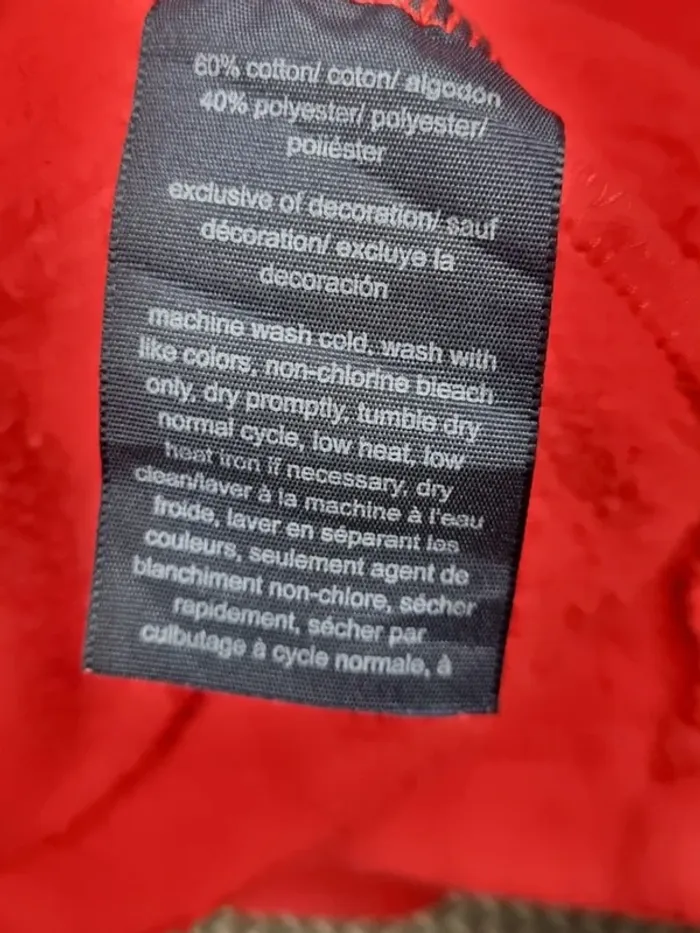 60% cotton/ coton/ algodon
40% polyester/ polyester/
poliéster
exclusive of decoration/ sauf
décoration/ excluye la
decoración
machine wash cold, wash with
like colors, non-chlorine bleach
only, dry promptly, tumble dry
normal cycle, low heat, low
heat iron if necessary, dry
clean/laver à la machine à l'eau
froide, laver en séparant les
couleurs, seulement agent de
blanchiment non-chlore, sécher
rapidement, sécher par
culbutage à cycle normale, à